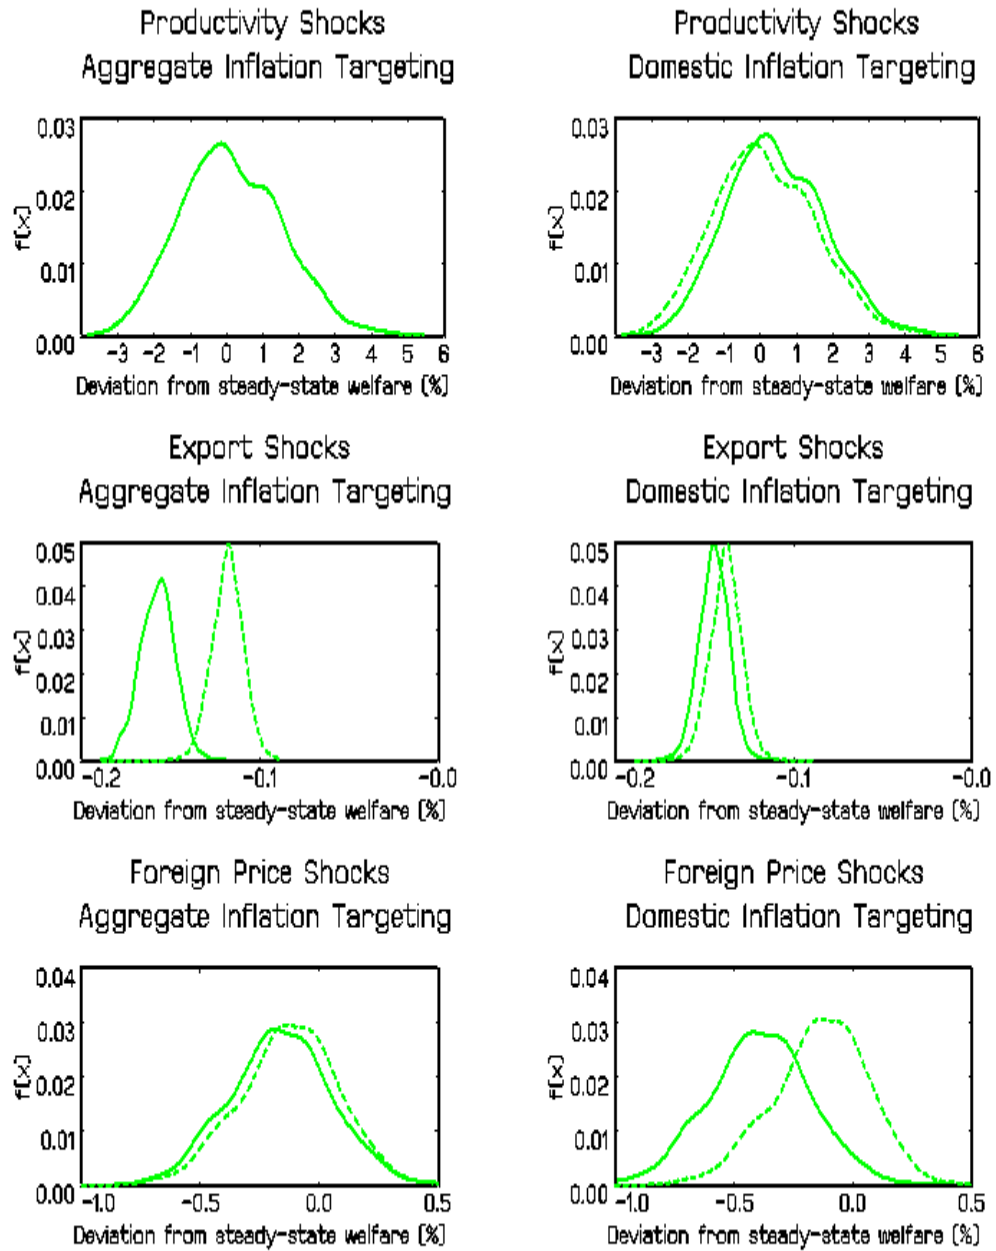 Productivity Shocks
Aggregate Inflation Targeting
0.03
0.02
0.01
0.00
f(x)
-3 -2 -1 0 1 2 3 4 5 6
Deviation from steady-state welfare (%)
Productivity Shocks
Domestic Inflation Targeting
0.03
0.02
0.01
0.00
f(x)
-3 -2 -1 0 1 2 3 4 5 6
Deviation from steady-state welfare (%)
Export Shocks
Aggregate Inflation Targeting
0.05
0.04
0.03
0.02
0.01
0.00
f(x)
-0.2 -0.1 -0.0
Deviation from steady-state welfare (%)
Export Shocks
Domestic Inflation Targeting
0.05
0.04
0.03
0.02
0.01
0.00
f(x)
-0.2 -0.1 -0.0
Deviation from steady-state welfare (%)
Foreign Price Shocks
Aggregate Inflation Targeting
0.04
0.03
0.02
0.01
0.00
f(x)
-1.0 -0.5 0.0 0.5
Deviation from steady-state welfare (%)
Foreign Price Shocks
Domestic Inflation Targeting
0.04
0.03
0.02
0.01
0.00
f(x)
-1.0 -0.5 0.0 0.5
Deviation from steady-state welfare (%)